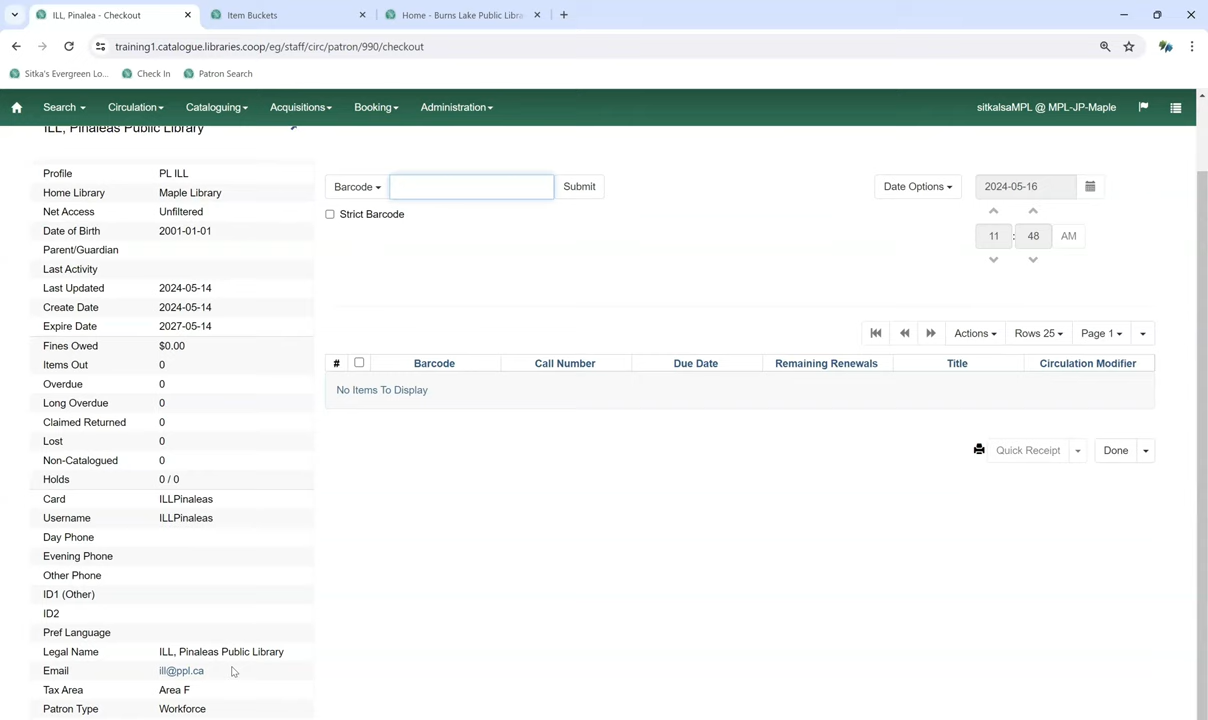 ILL, Pinalea - Checkout
Item Buckets
Home - Burns Lake Public Libra
training1.catalogue.libraries.coop/eg/staff/circ/patron/990/checkout
Sitka's Evergreen Lo...
Check In
Patron Search
Search
Circulation
Cataloguing
Acquisitions
Booking
Administration
sitkalsaMPL @ MPL-JP-Maple
ILL, Pinaleas Public Library
Profile PL ILL
Home Library Maple Library
Net Access Unfiltered
Date of Birth 2001-01-01
Parent/Guardian
Last Activity
Last Updated 2024-05-14
Create Date 2024-05-14
Expire Date 2027-05-14
Fines Owed $0.00
Items Out 0
Overdue 0
Long Overdue 0
Claimed Returned 0
Lost 0
Non-Catalogued 0
Holds 0 / 0
Card ILLPinaleas
Username ILLPinaleas
Day Phone
Evening Phone
Other Phone
ID1 (Other)
ID2
Pref Language
Legal Name ILL, Pinaleas Public Library
Email ill@ppl.ca
Tax Area Area F
Patron Type Workforce
Barcode Submit
Strict Barcode
Date Options 2024-05-16
11 : 48 AM
Actions Rows 25 Page 1
# Barcode Call Number Due Date Remaining Renewals Title Circulation Modifier
No Items To Display
Quick Receipt Done